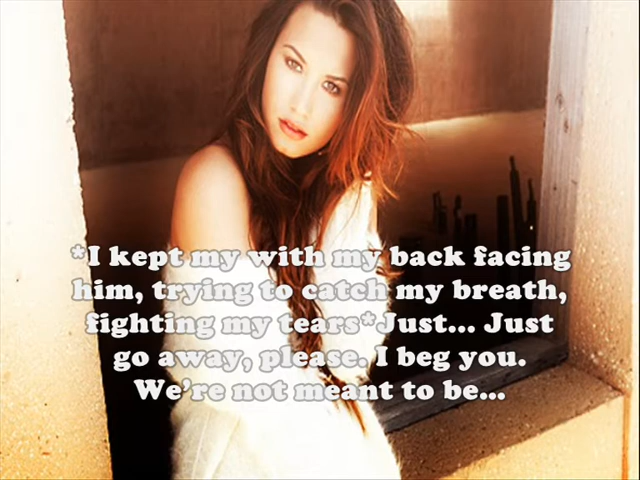 *I kept my with my back facing
him, trying to catch my breath,
fighting my tears*Just... Just
go away, please. I beg you.
We're not meant to be...